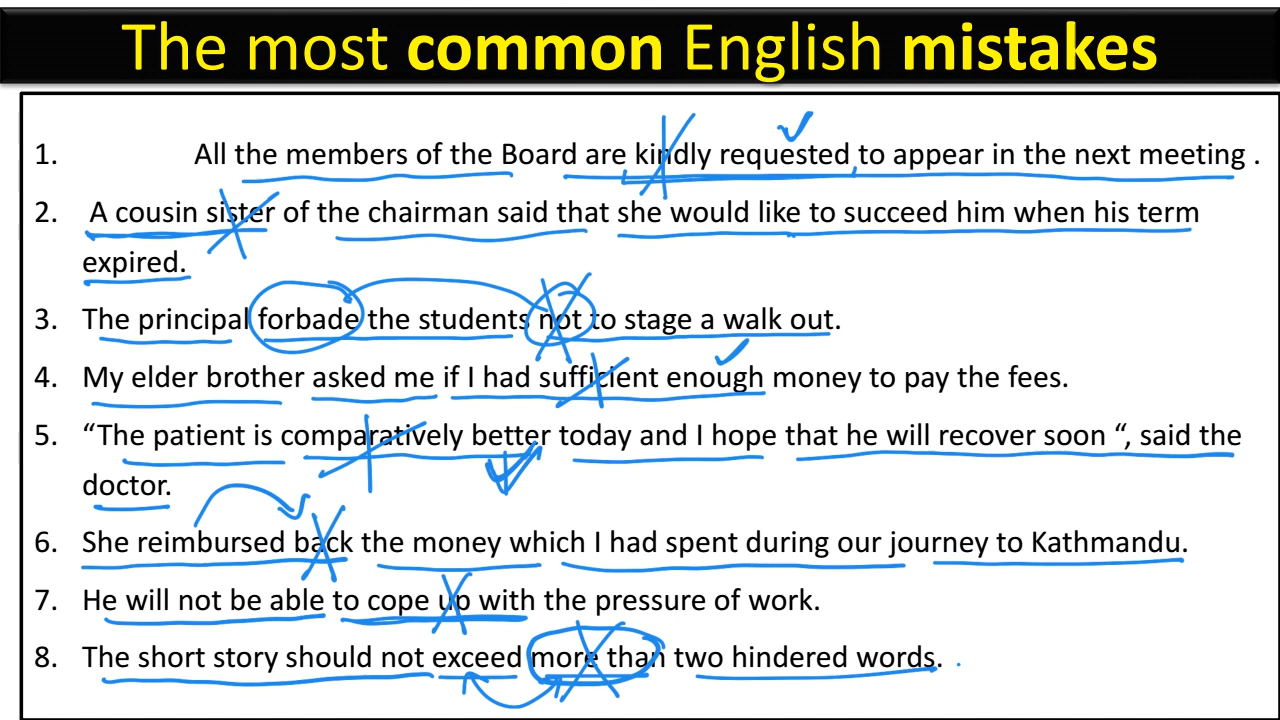 The most common English mistakes
1. All the members of the Board are kindly requested to appear in the next meeting .
2. A cousin sister of the chairman said that she would like to succeed him when his term
expired.
3. The principal forbade the students not to stage a walk out.
4. My elder brother asked me if I had sufficient enough money to pay the fees.
5. “The patient is comparatively better today and I hope that he will recover soon “, said the
doctor.
6. She reimbursed back the money which I had spent during our journey to Kathmandu.
7. He will not be able to cope up with the pressure of work.
8. The short story should not exceed more than two hindered words.